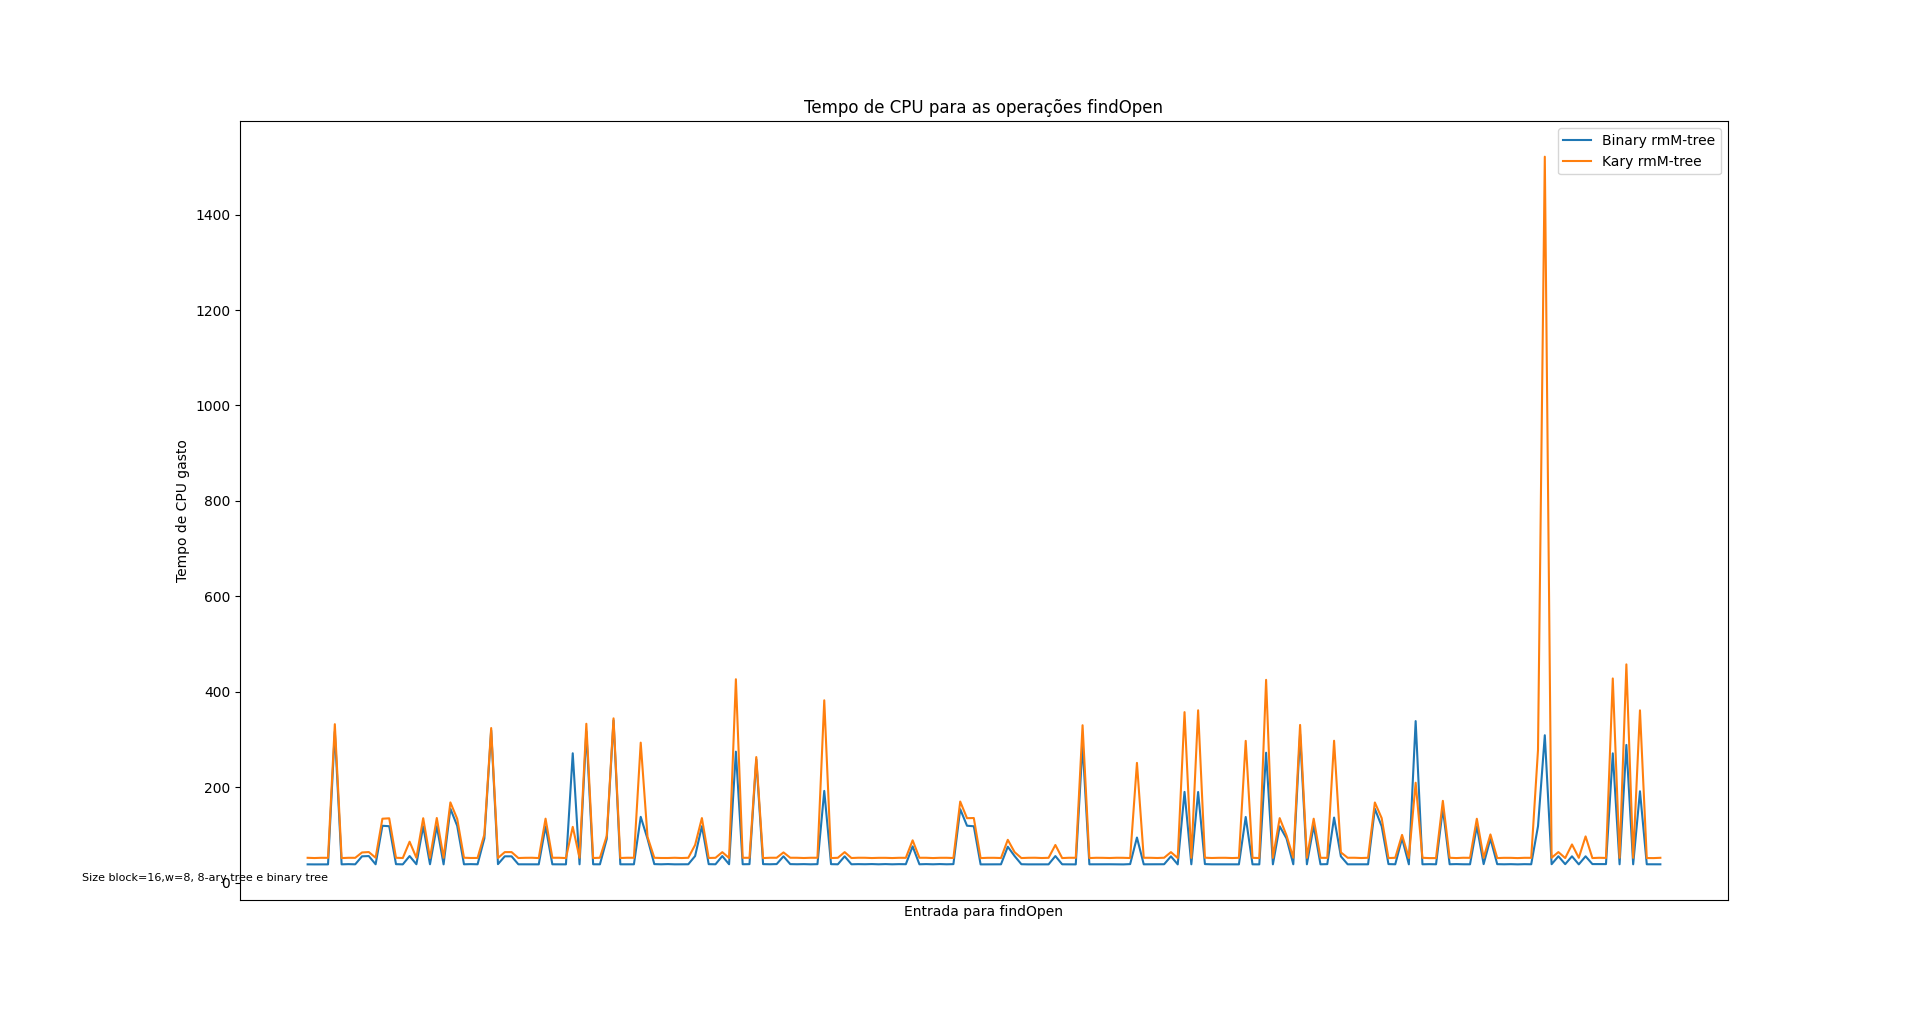 Tempo de CPU para as operações findOpen
Binary rmM-tree
Kary rmM-tree
1400
1200
1000
800
600
400
200
0
Tempo de CPU gasto
Size block=16,w=8, 8-ary tree e binary tree
Entrada para findOpen